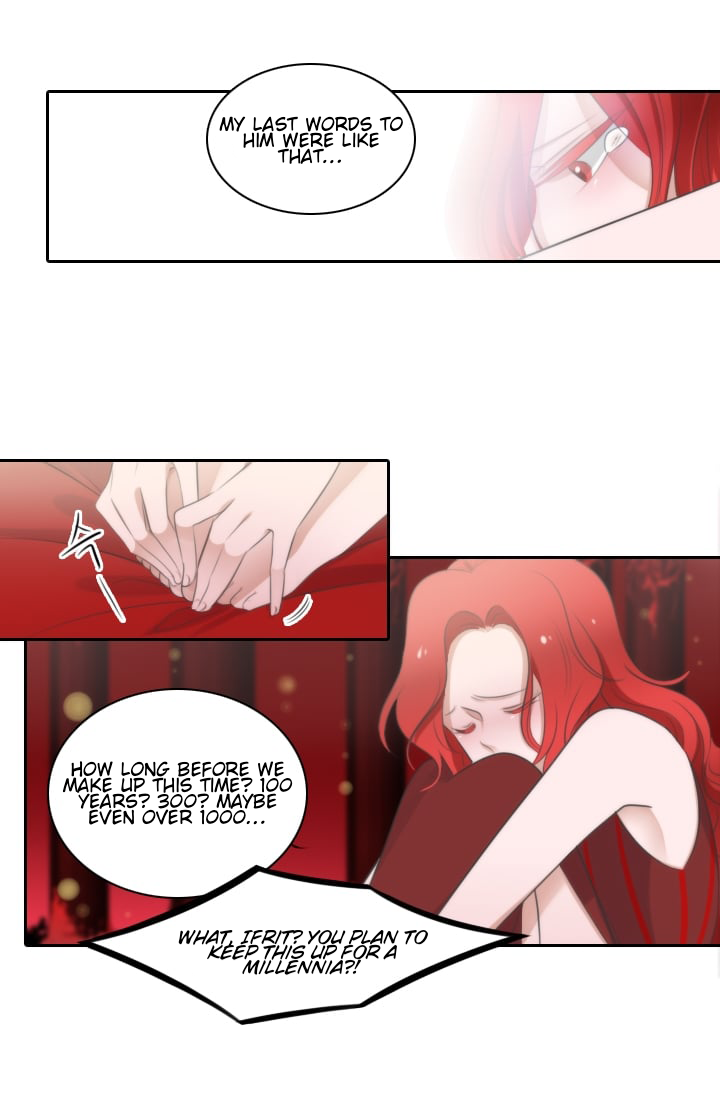 MY LAST WORDS TO
HIM WERE LIKE
THAT...
HOW LONG BEFORE WE
MAKE UP THIS TIME? 100
YEARS? 300? MAYBE
EVEN OVER 1000...
WHAT, IFRIT? YOU PLAN TO
KEEP THIS UP FOR A
MILLENNIA?!